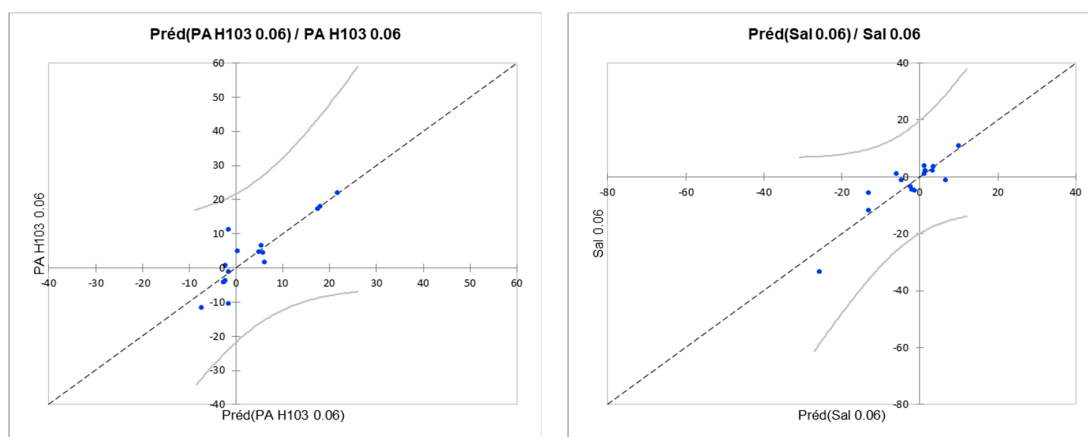 Préd(PA H103 0.06) / PA H103 0.06
60
50
40
30
20
10
0
-40 -30 -20 -10 0 10 20 30 40 50 60
-10
-20
-30
-40
PA H103 0.06
Préd(PA H103 0.06)
Préd(Sal 0.06) / Sal 0.06
40
20
0
-80 -60 -40 -20 0 20 40
-20
-40
-60
-80
Sal 0.06
Préd(Sal 0.06)